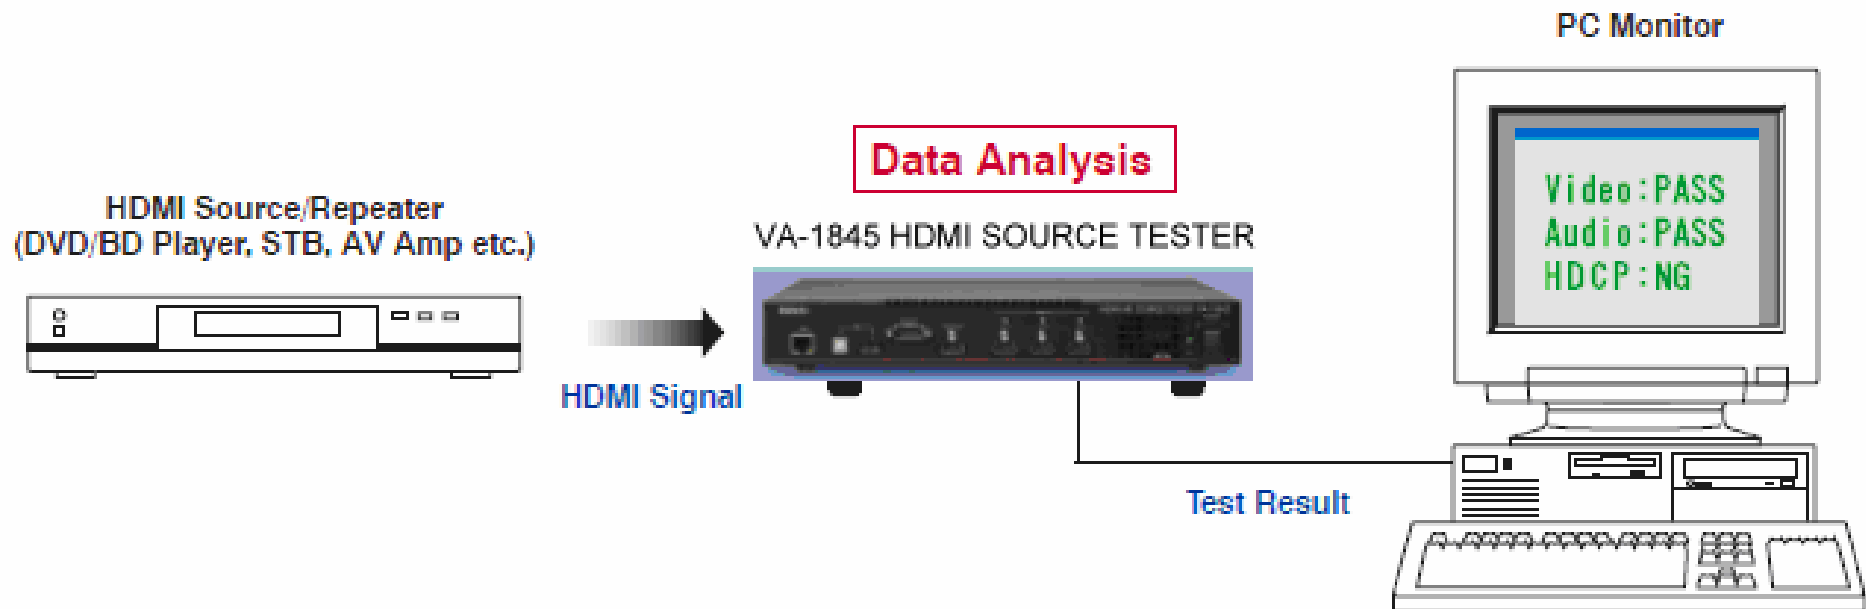 PC Monitor
Data Analysis
HDMI Source/Repeater
(DVD/BD Player, STB, AV Amp etc.)
VA-1845 HDMI SOURCE TESTER
Video:PASS
Audio:PASS
HDCP:NG
HDMI Signal
Test Result